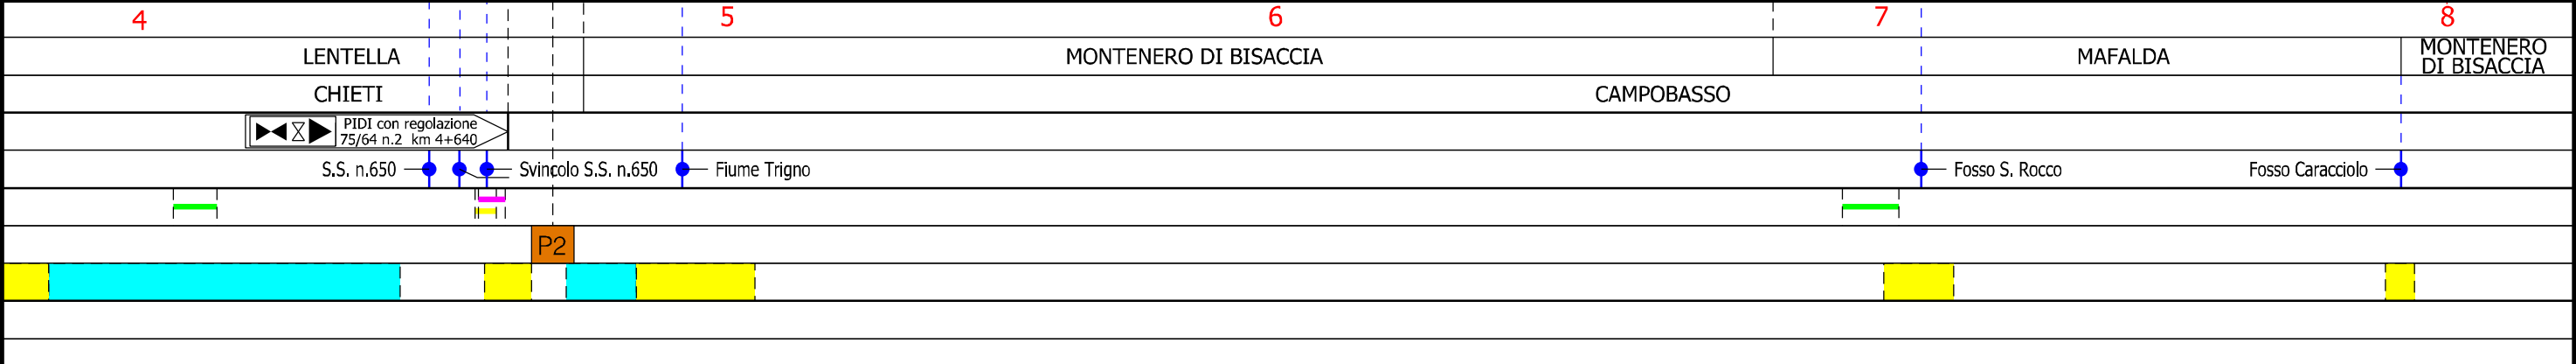 4 5 6 7 8
LENTELLA MONTENERO DI BISACCIA MAFALDA MONTENERO
DI BISACCIA
CHIETI CAMPOBASSO
PIDI con regolazione
75/64 n.2 km 4+640
S.S. n.650 Svincolo S.S. n.650 Fiume Trigno Fosso S. Rocco Fosso Caracciolo
P2